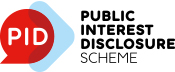 PID
PUBLIC
INTEREST
DISCLOSURE
SCHEME